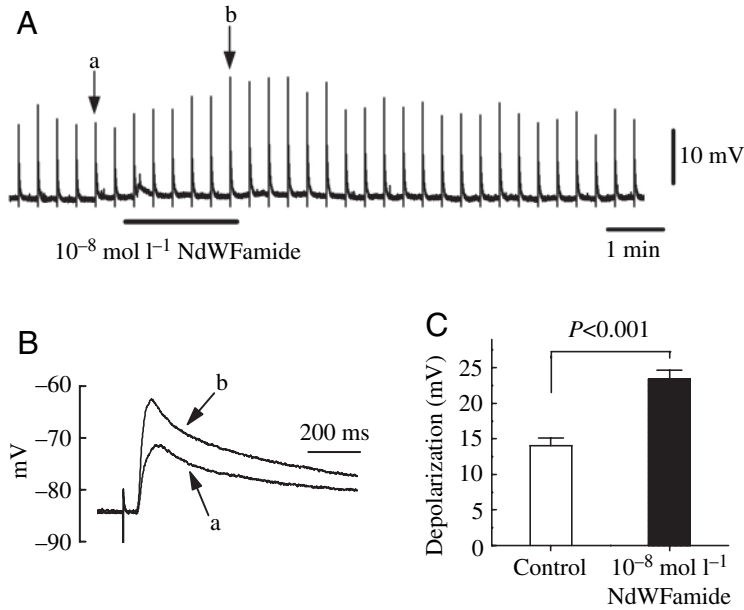 A
a
b
10 mV
10⁻⁸ mol l⁻¹ NdWFamide
1 min
B
–60
–70
–80
–90
mV
b
a
200 ms
C
P<0.001
25
20
15
10
5
0
Depolarization (mV)
Control
10⁻⁸ mol l⁻¹
NdWFamide